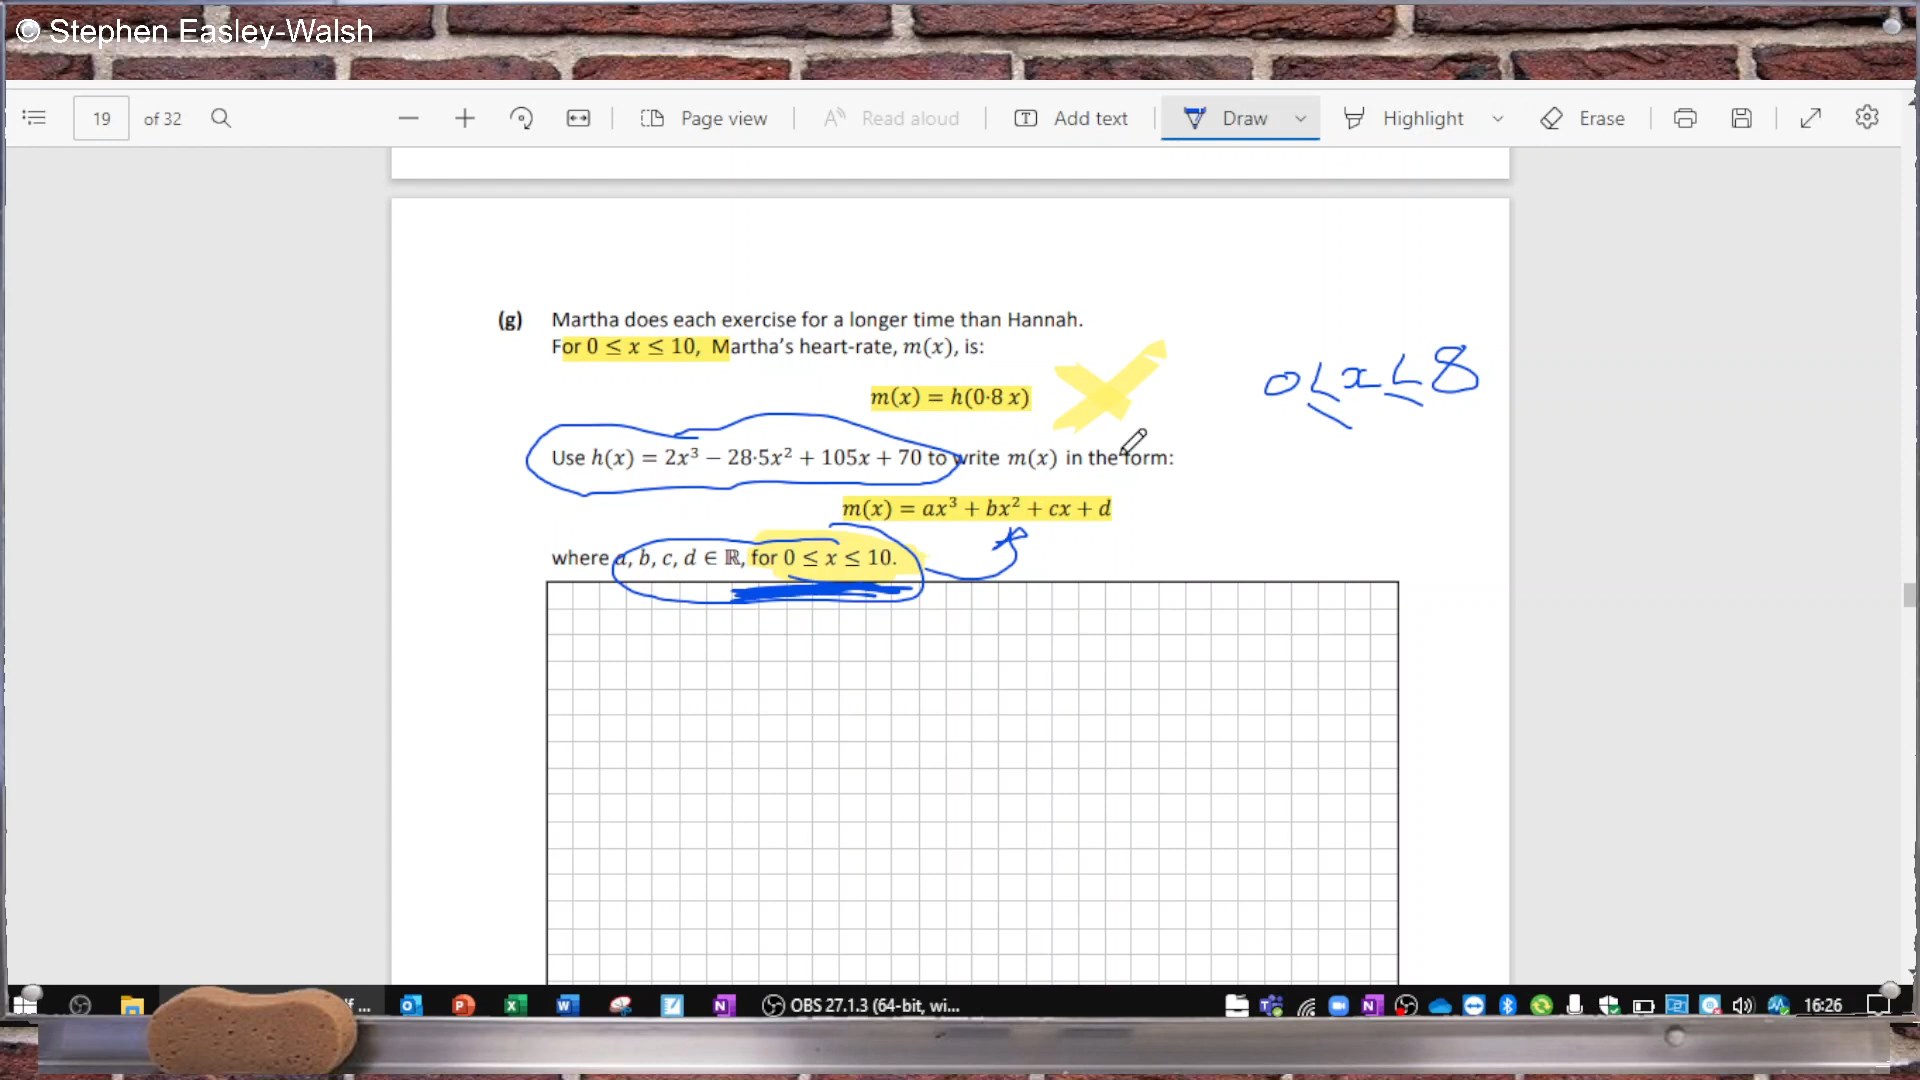 © Stephen Easley-Walsh
19 of 32 Page view Read aloud Add text Draw Highlight Erase
(g) Martha does each exercise for a longer time than Hannah.
For 0 ≤ x ≤ 10, Martha's heart-rate, m(x), is:
m(x) = h(0·8 x)
0 ≤ x ≤ 8
Use h(x) = 2x³ − 28·5x² + 105x + 70 to write m(x) in the form:
m(x) = ax³ + bx² + cx + d
where a, b, c, d ∈ ℝ, for 0 ≤ x ≤ 10.
OBS 27.1.3 (64-bit, wi... 16:26